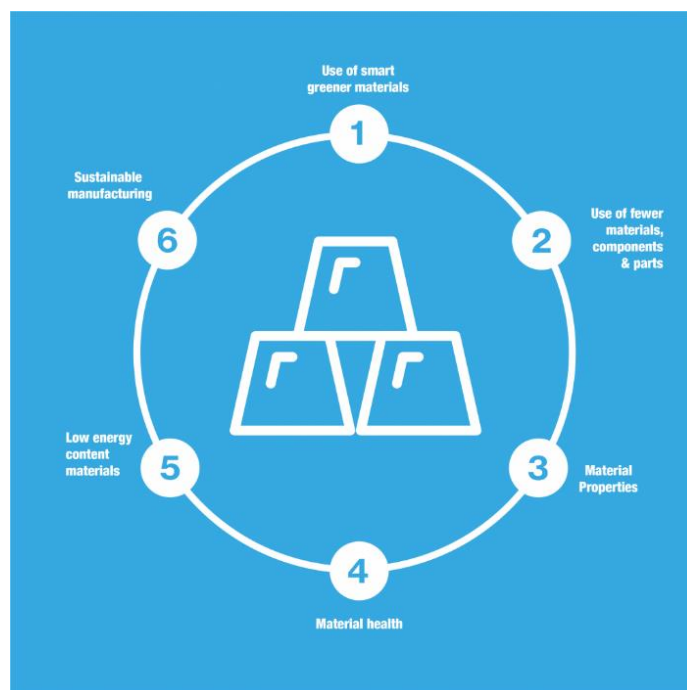 Use of smart
greener materials
1
Use of fewer
materials,
components
& parts
2
Material
Properties
3
Material health
4
Low energy
content
materials
5
Sustainable
manufacturing
6